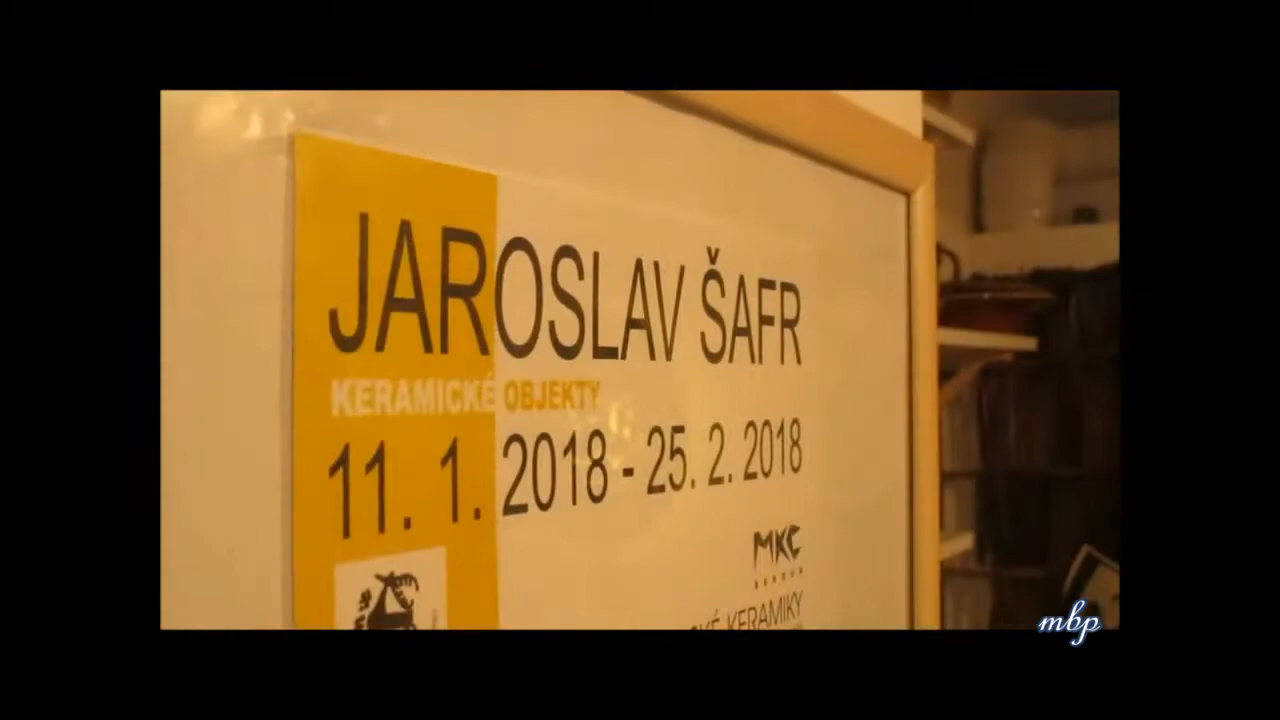 JAROSLAV ŠAFR
KERAMICKÉ OBJEKTY
11. 1. 2018 - 25. 2. 2018
MKC
KERAMIKY
mbp